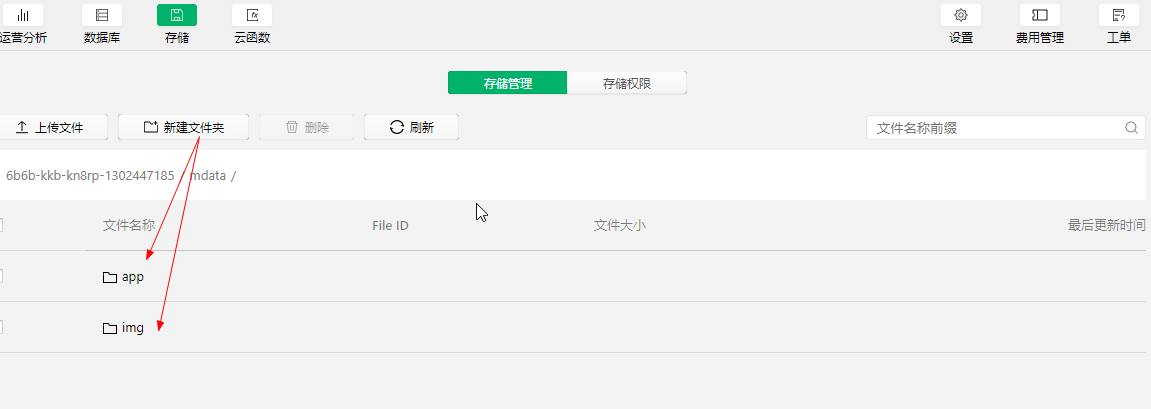 运营分析 数据库 存储 云函数 设置 费用管理 工单
存储管理 存储权限
上传文件 新建文件夹 删除 刷新 文件名称前缀
6b6b-kkb-kn8rp-1302447185 / mdata /
文件名称 File ID 文件大小 最后更新时间
app
img